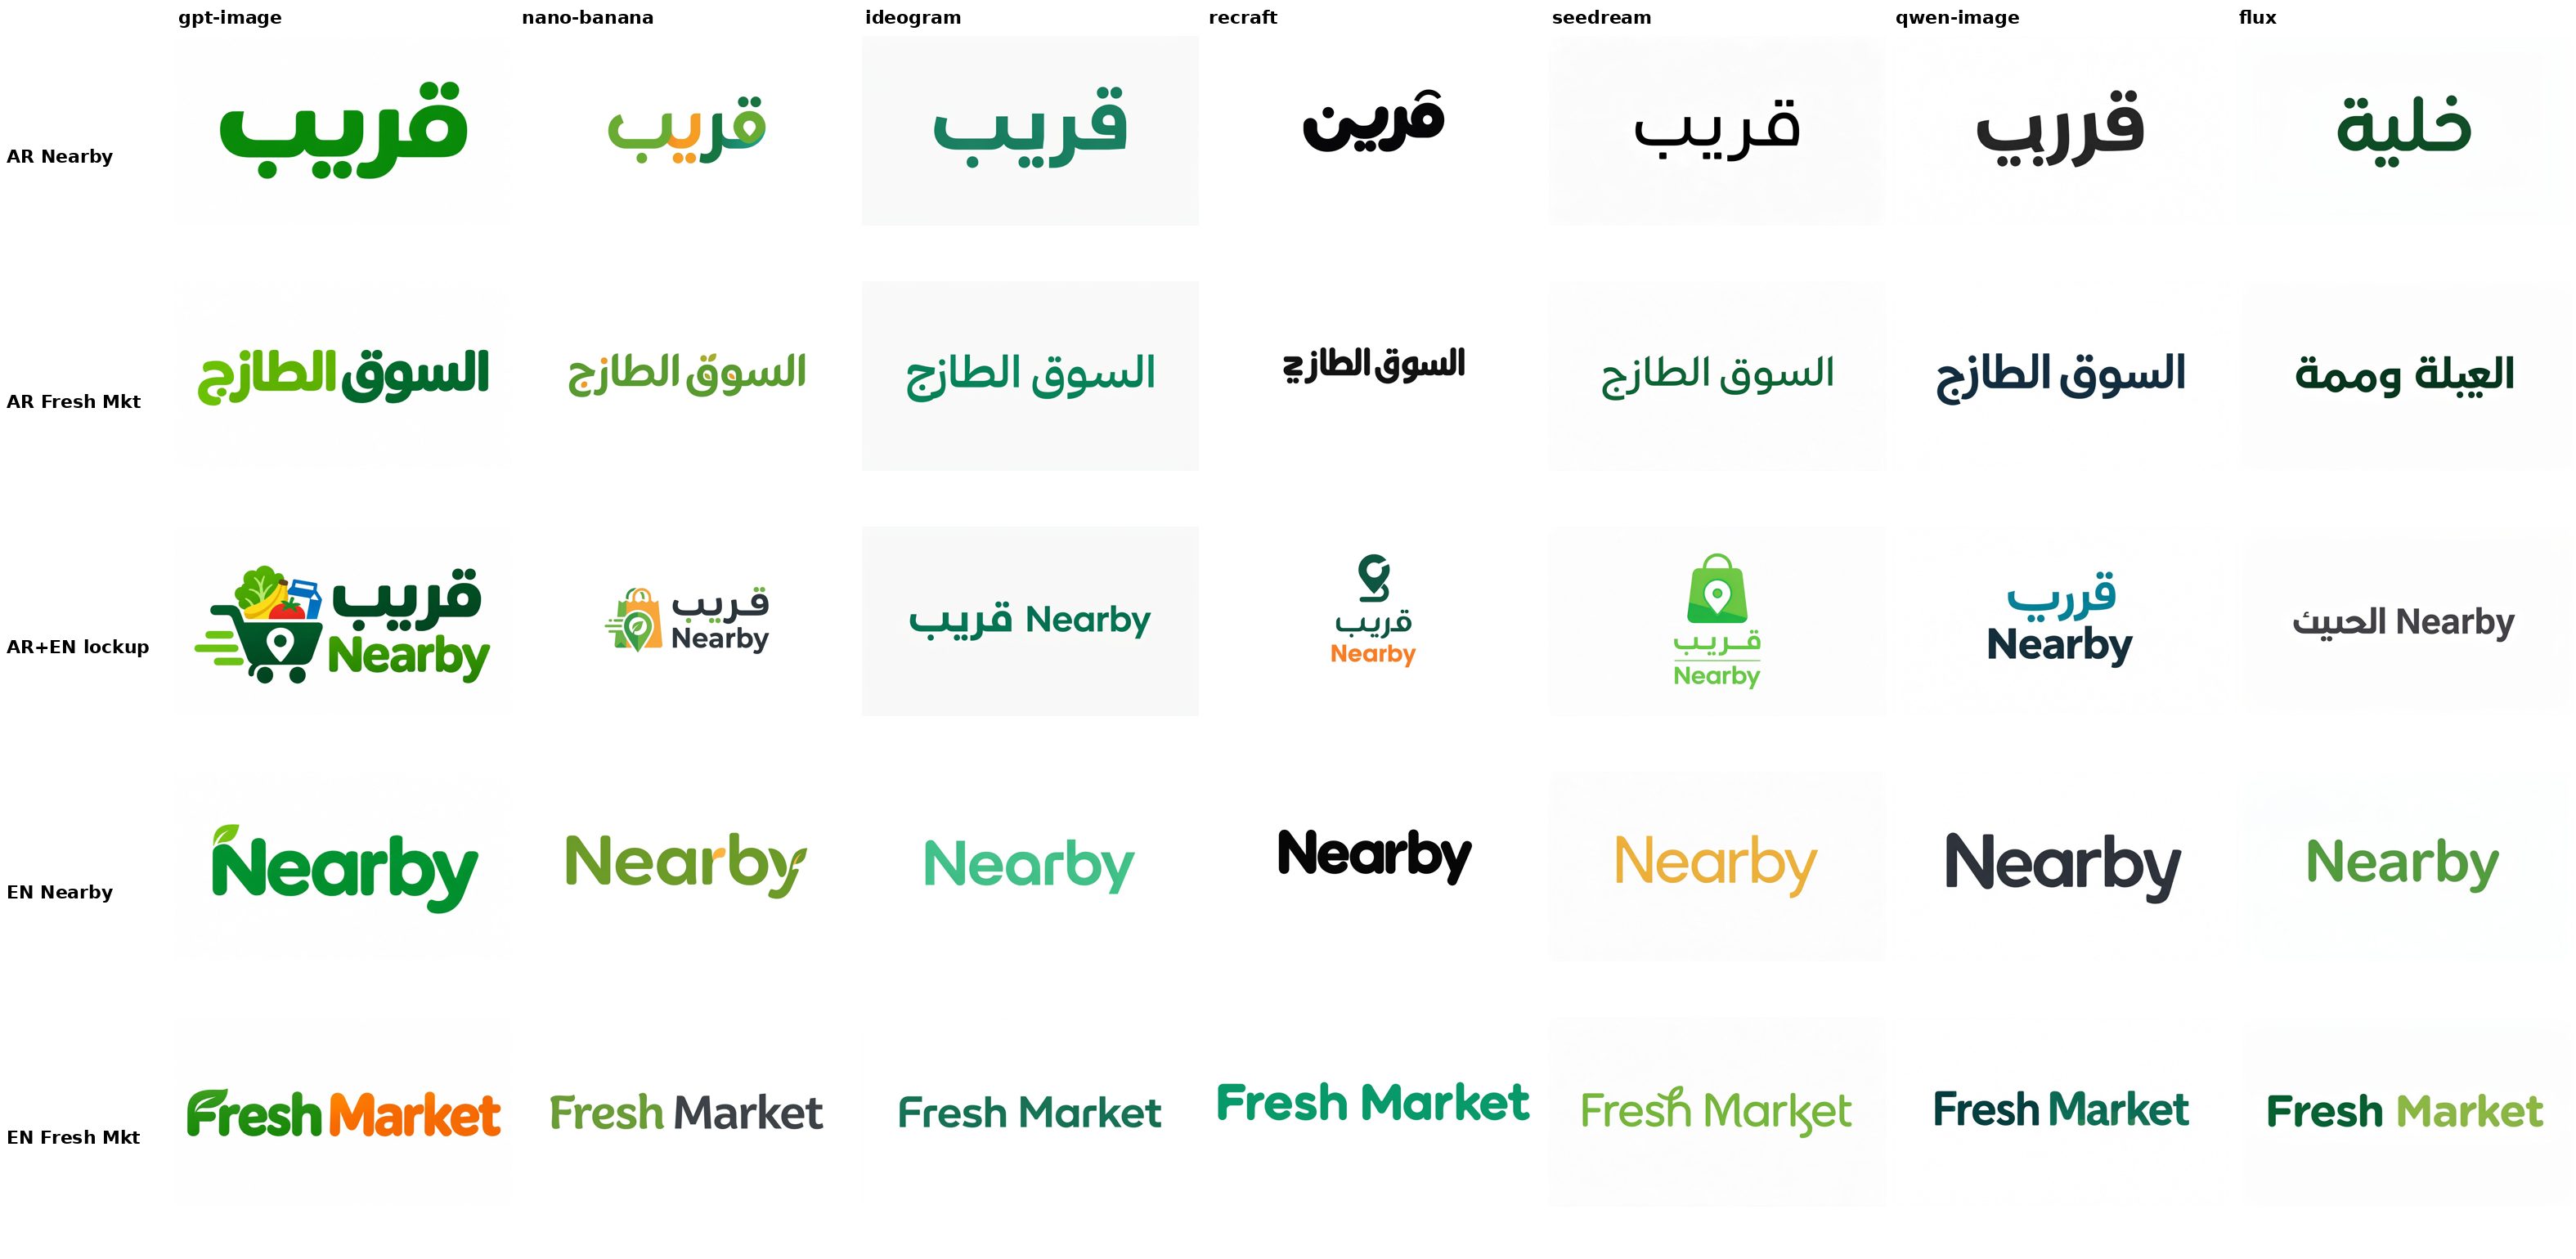 gpt-image nano-banana ideogram recraft seedream qwen-image flux
AR Nearby قريب قريب قريب قرين قريب قرربي خلية
AR Fresh Mkt السوق الطازج السوق الطازج السوق الطازج السوق الطازج السوق الطازج السوق الطازج العيلة وممة
AR+EN lockup قريب Nearby قريب Nearby قريب Nearby قريب Nearby قريب Nearby قررب Nearby Nearby
EN Nearby Nearby Nearby Nearby Nearby Nearby Nearby Nearby
EN Fresh Mkt Fresh Market Fresh Market Fresh Market Fresh Market Fresh Market Fresh Market Fresh Market